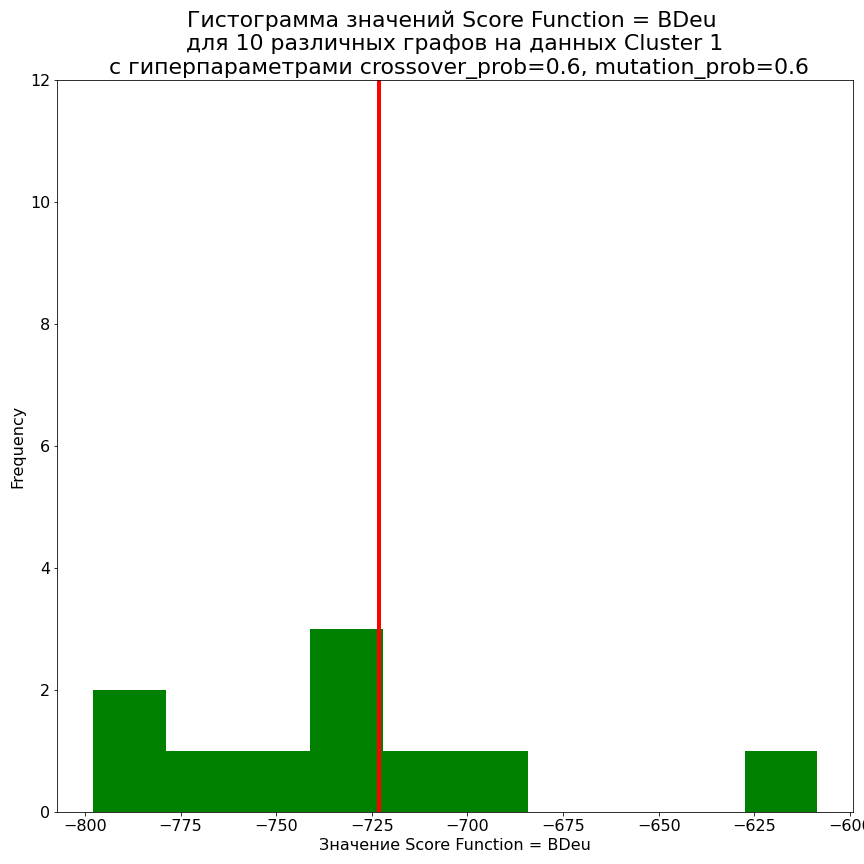 Гистограмма значений Score Function = BDeu
для 10 различных графов на данных Cluster 1
с гиперпараметрами crossover_prob=0.6, mutation_prob=0.6
12
10
8
6
4
2
0
Frequency
−800 −775 −750 −725 −700 −675 −650 −625 −600
Значение Score Function = BDeu